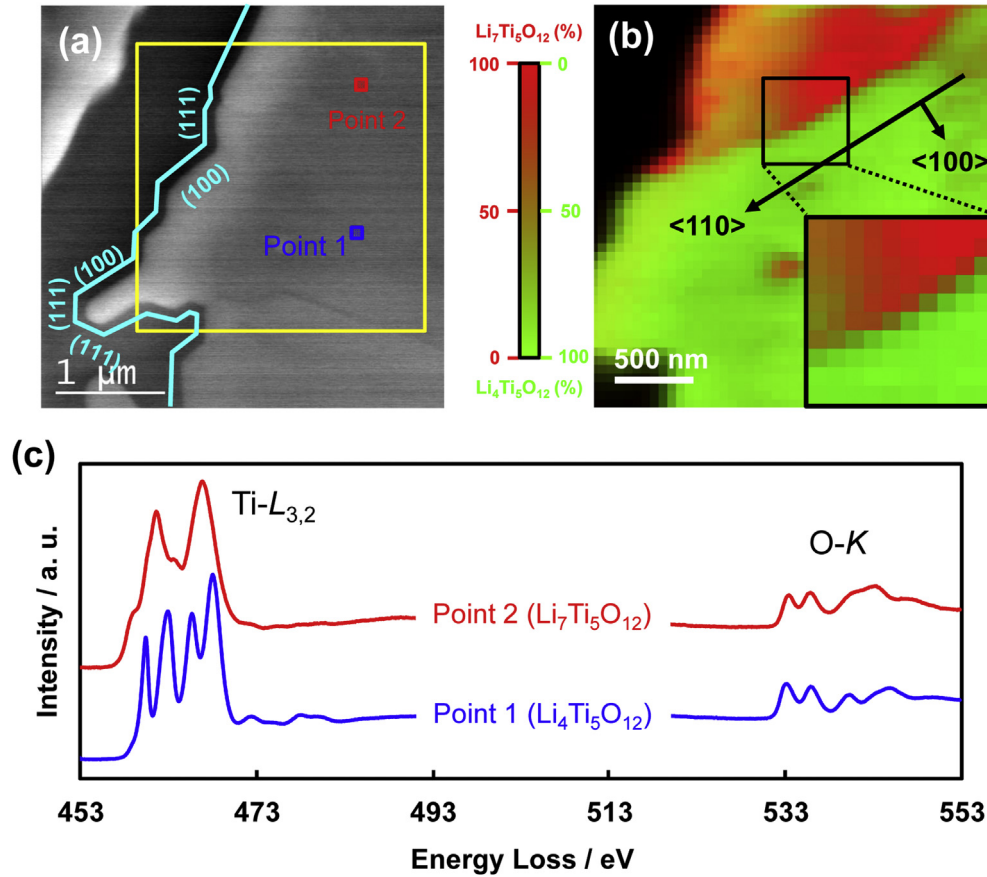 (a)
(111)
(100)
Point 2
Point 1
(100)
(111)
(111)
1 μm
Li₇Ti₅O₁₂ (%)
100
0
50
50
0
100
Li₄Ti₅O₁₂ (%)
(b)
<100>
<110>
500 nm
(c)
Ti-L₃,₂
O-K
Point 2 (Li₇Ti₅O₁₂)
Point 1 (Li₄Ti₅O₁₂)
Intensity / a. u.
453
473
493
513
533
553
Energy Loss / eV